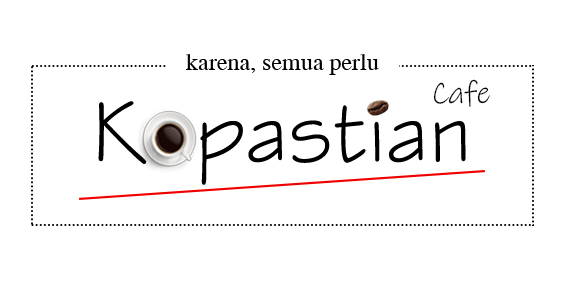 karena, semua perlu
Cafe
Kopastian